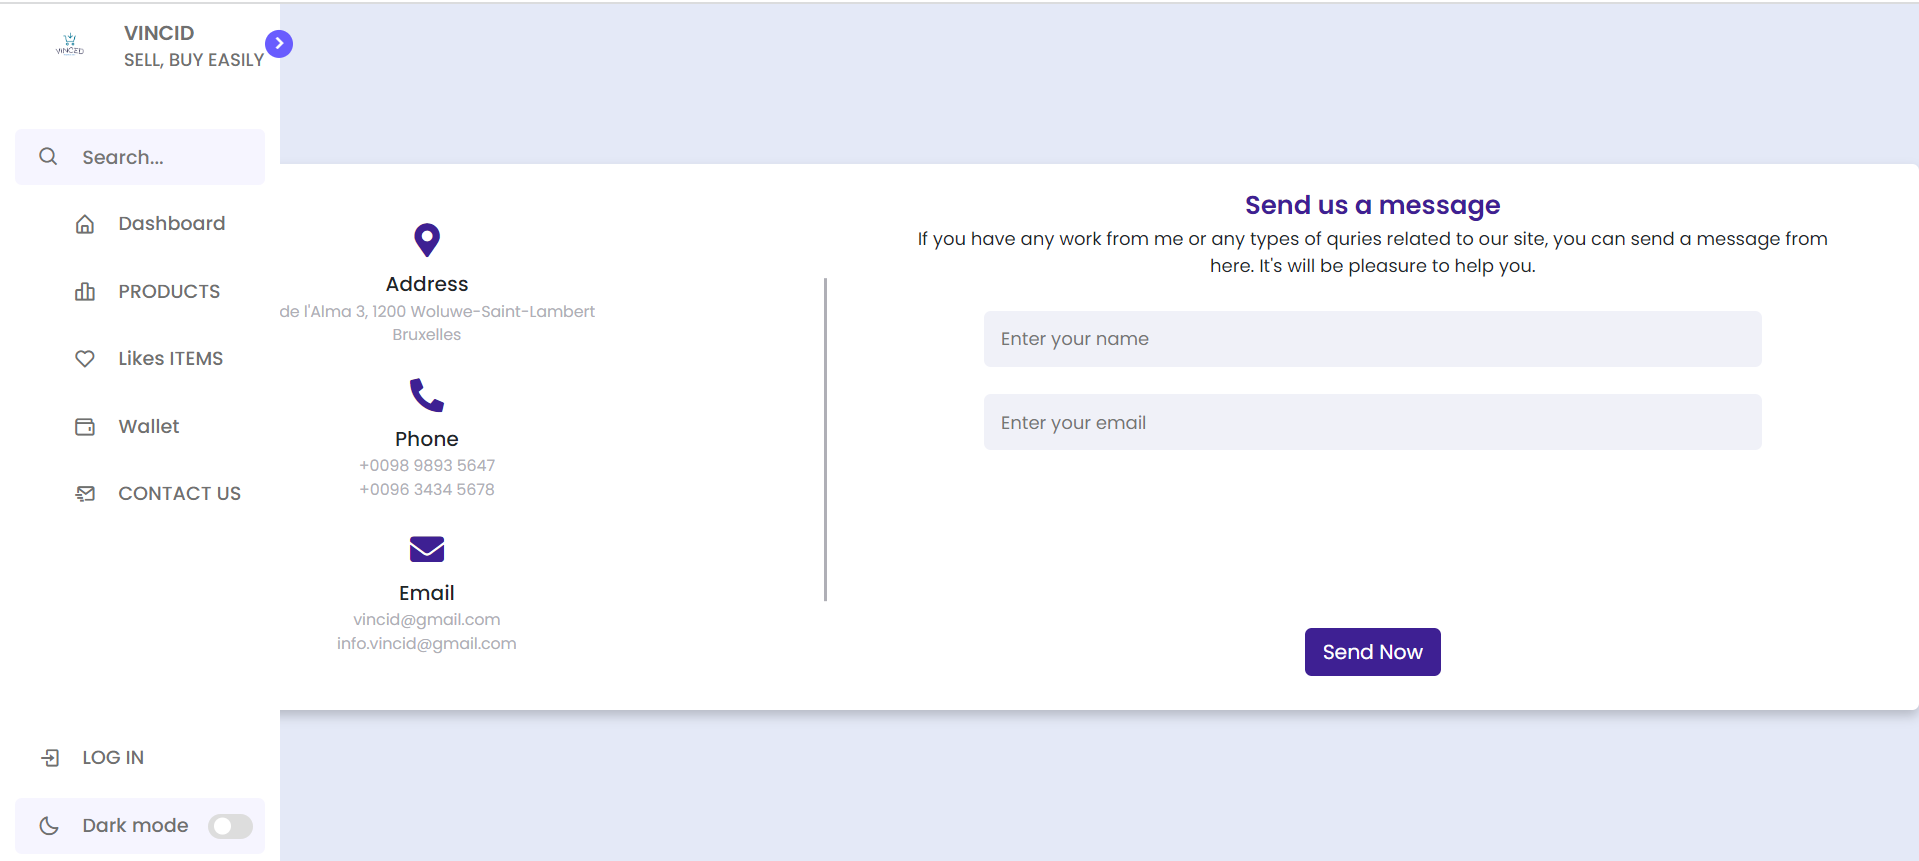 VINCED
VINCID
SELL, BUY EASILY
Search...
Dashboard
PRODUCTS
Likes ITEMS
Wallet
CONTACT US
LOG IN
Dark mode
Address
de l'Alma 3, 1200 Woluwe-Saint-Lambert
Bruxelles
Phone
+0098 9893 5647
+0096 3434 5678
Email
vincid@gmail.com
info.vincid@gmail.com
Send us a message
If you have any work from me or any types of quries related to our site, you can send a message from
here. It's will be pleasure to help you.
Enter your name
Enter your email
Send Now